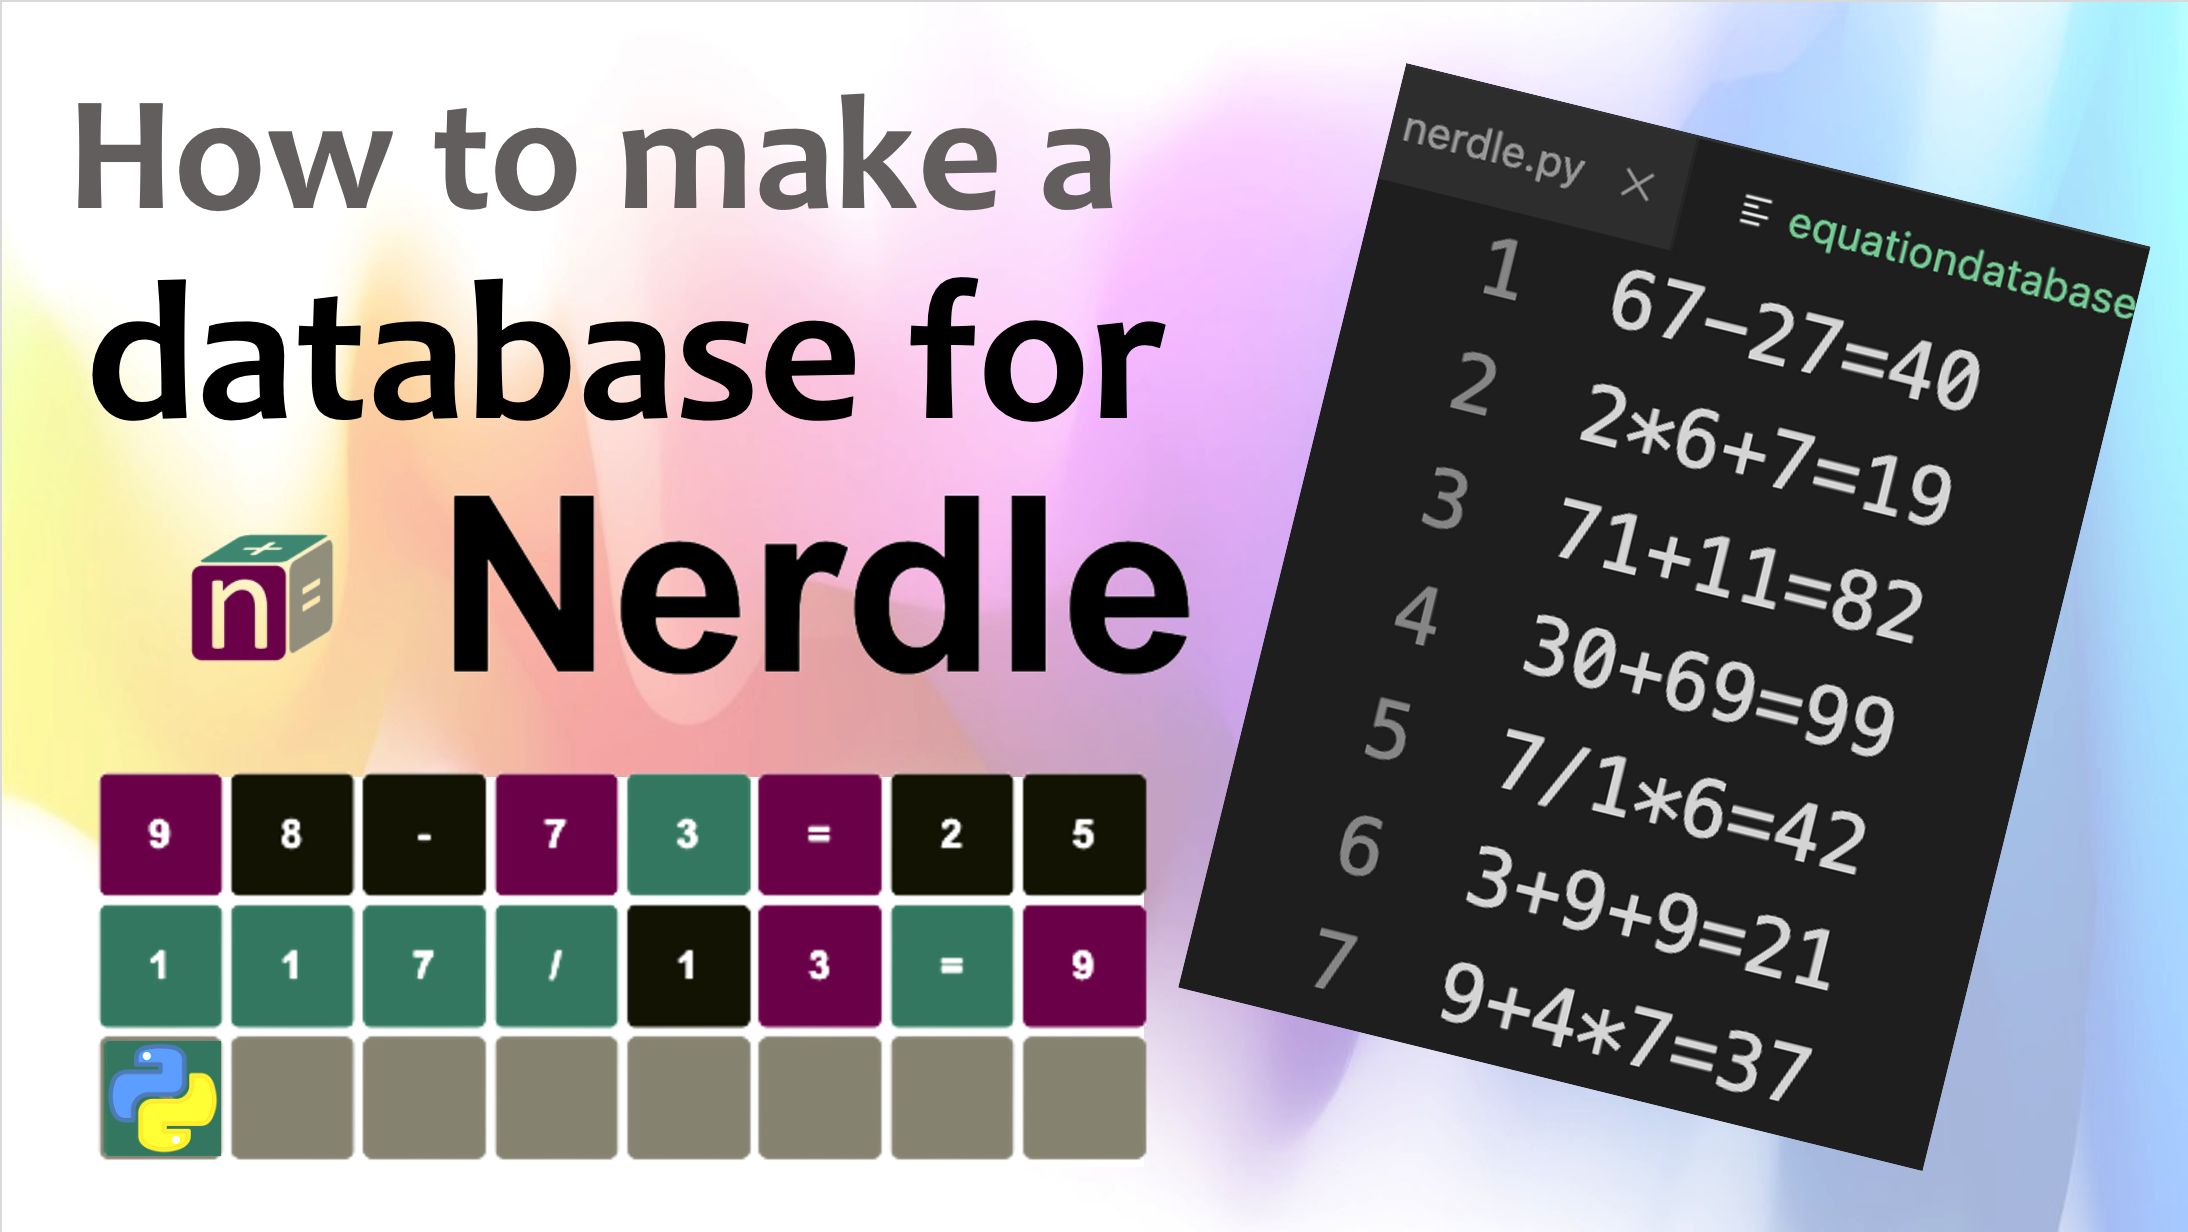 How to make a
database for
+
n =
Nerdle
9 8 - 7 3 = 2 5
1 1 7 / 1 3 = 9
nerdle.py × equationdatabase
1 67-27=40
2 2*6+7=19
3 71+11=82
4 30+69=99
5 7/1*6=42
6 3+9+9=21
7 9+4*7=37